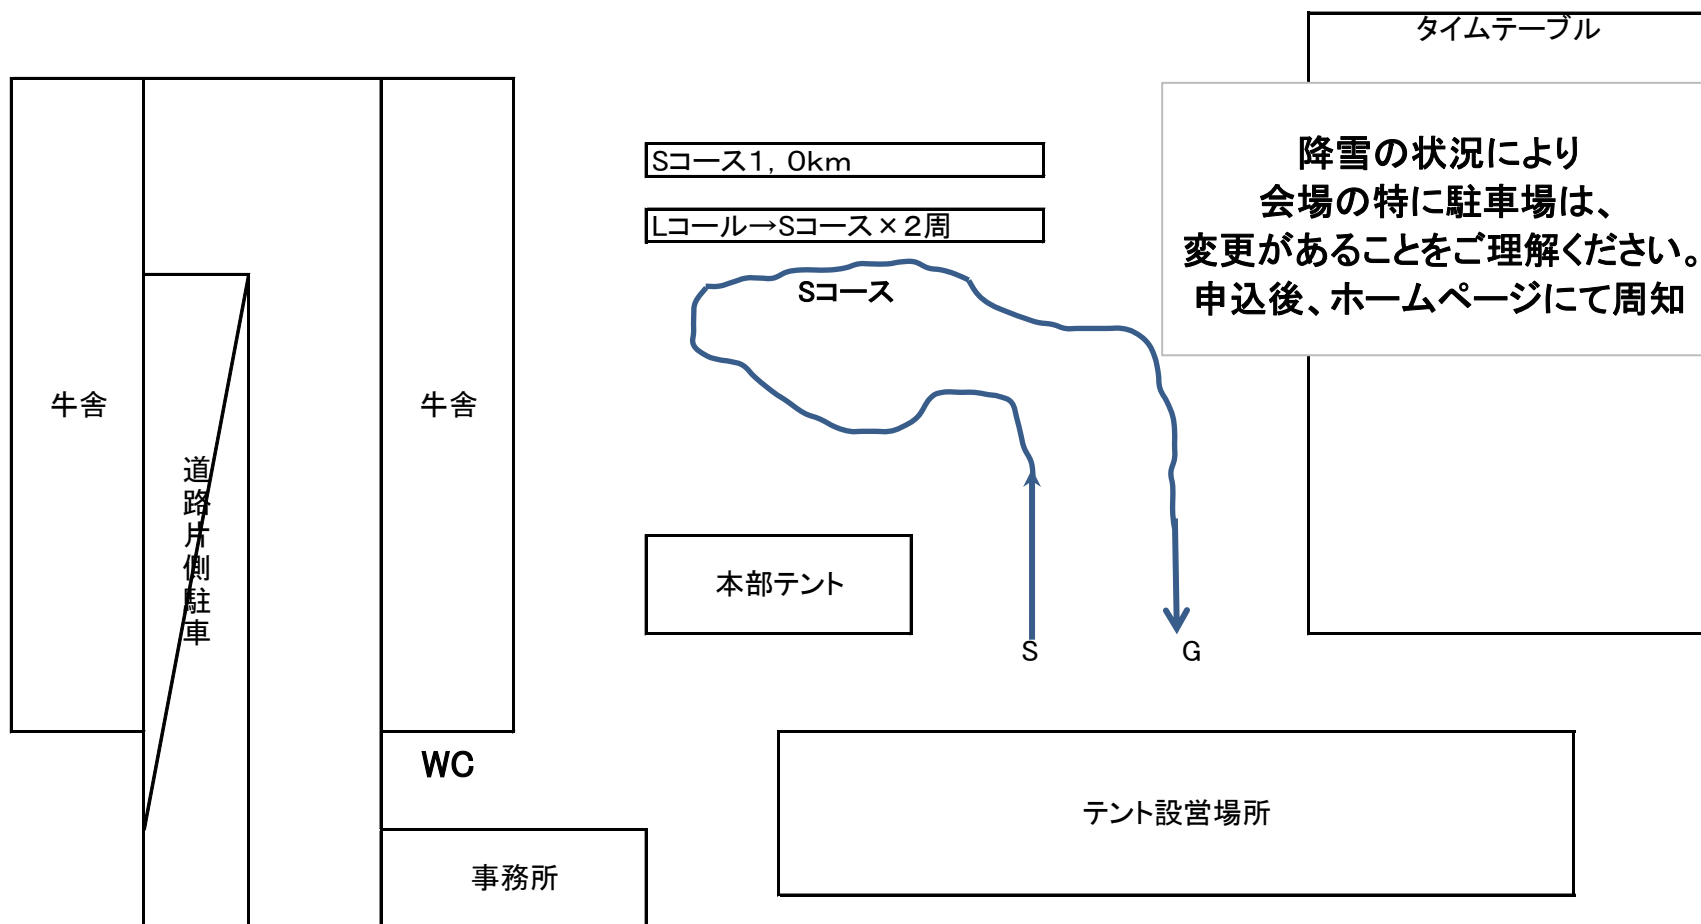 タイムテーブル
降雪の状況により
会場の特に駐車場は、
変更があることをご理解ください。
申込後、ホームページにて周知
Sコース1，0km
Lコール→Sコース×2周
Sコース
牛舎
牛舎
道路片側駐車
本部テント
S
G
WC
テント設営場所
事務所